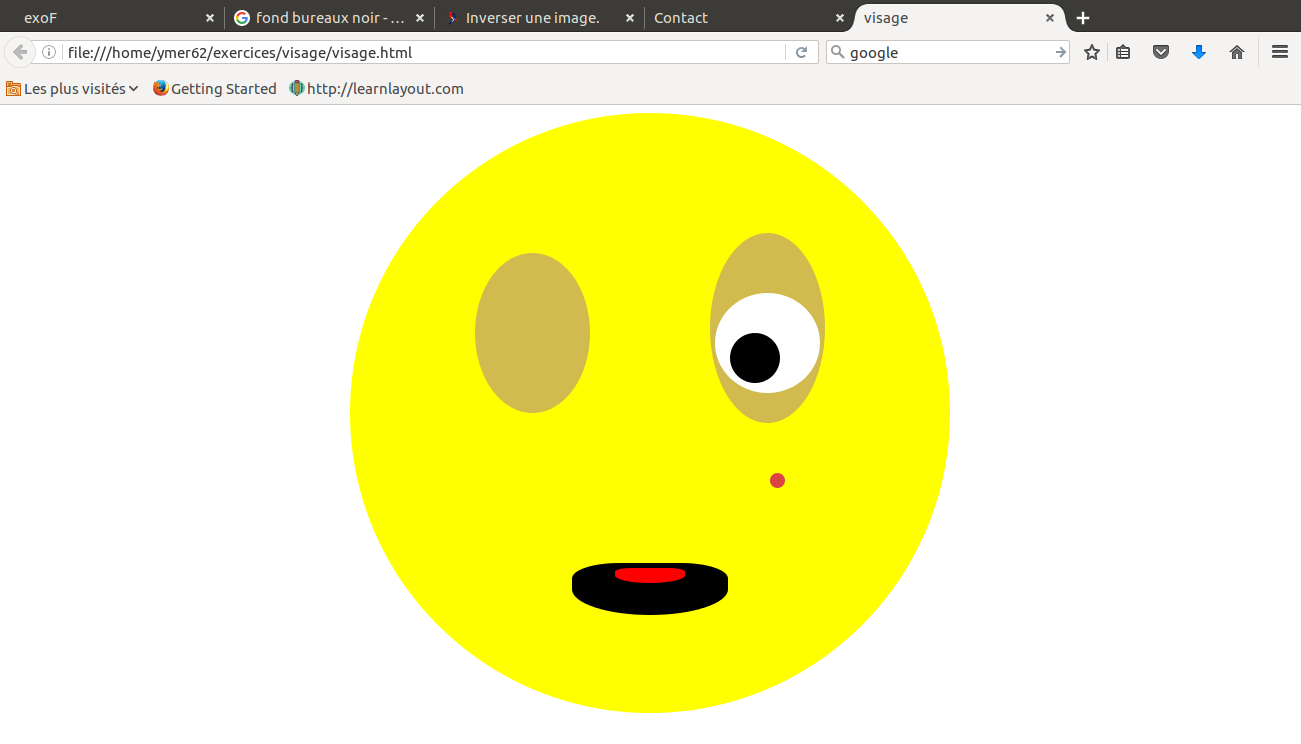 exoF
fond bureaux noir - ...
Inverser une image.
Contact
visage
file:///home/ymer62/exercices/visage/visage.html
google
Les plus visités
Getting Started
http://learnlayout.com